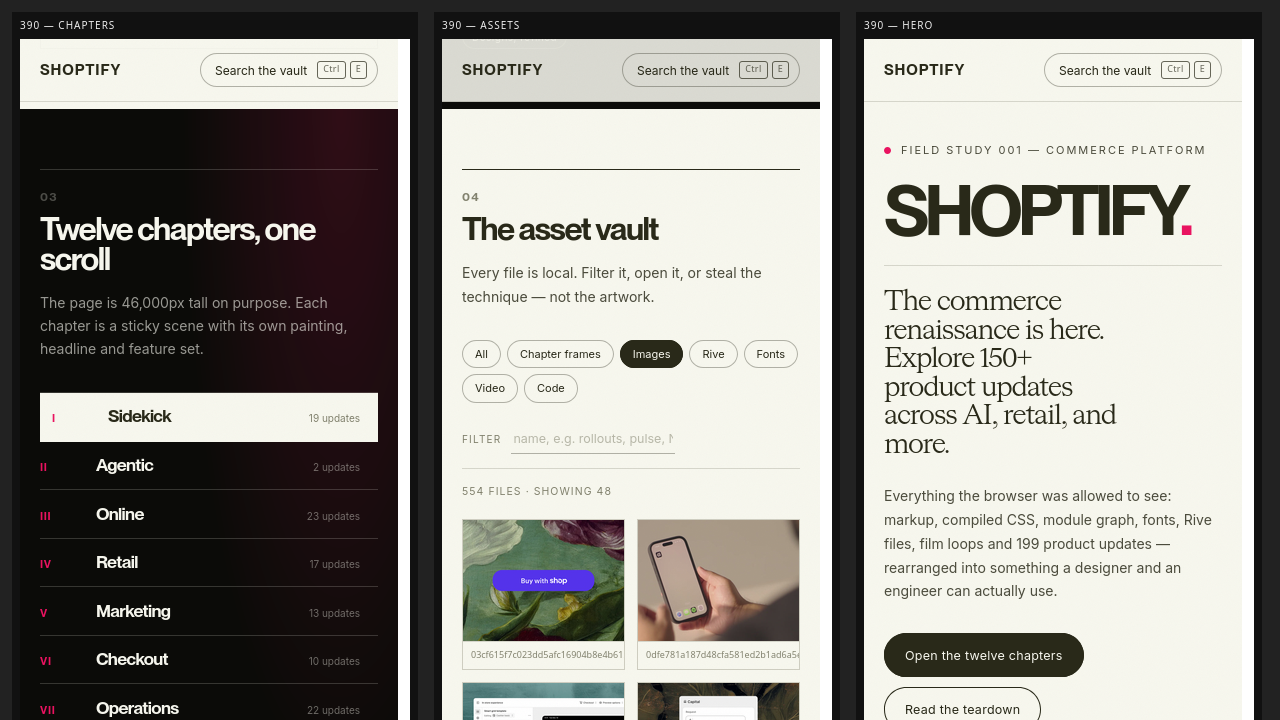 390 — CHAPTERS
SHOPTIFY
Search the vault Ctrl E
03
Twelve chapters, one
scroll
The page is 46,000px tall on purpose. Each
chapter is a sticky scene with its own painting,
headline and feature set.
I Sidekick 19 updates
II Agentic 2 updates
III Online 23 updates
IV Retail 17 updates
V Marketing 13 updates
VI Checkout 10 updates
VII Operations 22 updates
390 — ASSETS
SHOPTIFY
Search the vault Ctrl E
04
The asset vault
Every file is local. Filter it, open it, or steal the
technique — not the artwork.
All Chapter frames Images Rive Fonts
Video Code
FILTER name, e.g. rollouts, pulse,
554 FILES · SHOWING 48
Buy with shop
03cf615f7c023dd5afc16904b8e4b61
0dfe781a187d48cfa581ed2b1ad6a5
Capital
390 — HERO
SHOPTIFY
Search the vault Ctrl E
FIELD STUDY 001 — COMMERCE PLATFORM
SHOPTIFY.
The commerce
renaissance is here.
Explore 150+
product updates
across AI, retail, and
more.
Everything the browser was allowed to see:
markup, compiled CSS, module graph, fonts, Rive
files, film loops and 199 product updates —
rearranged into something a designer and an
engineer can actually use.
Open the twelve chapters
Read the teardown